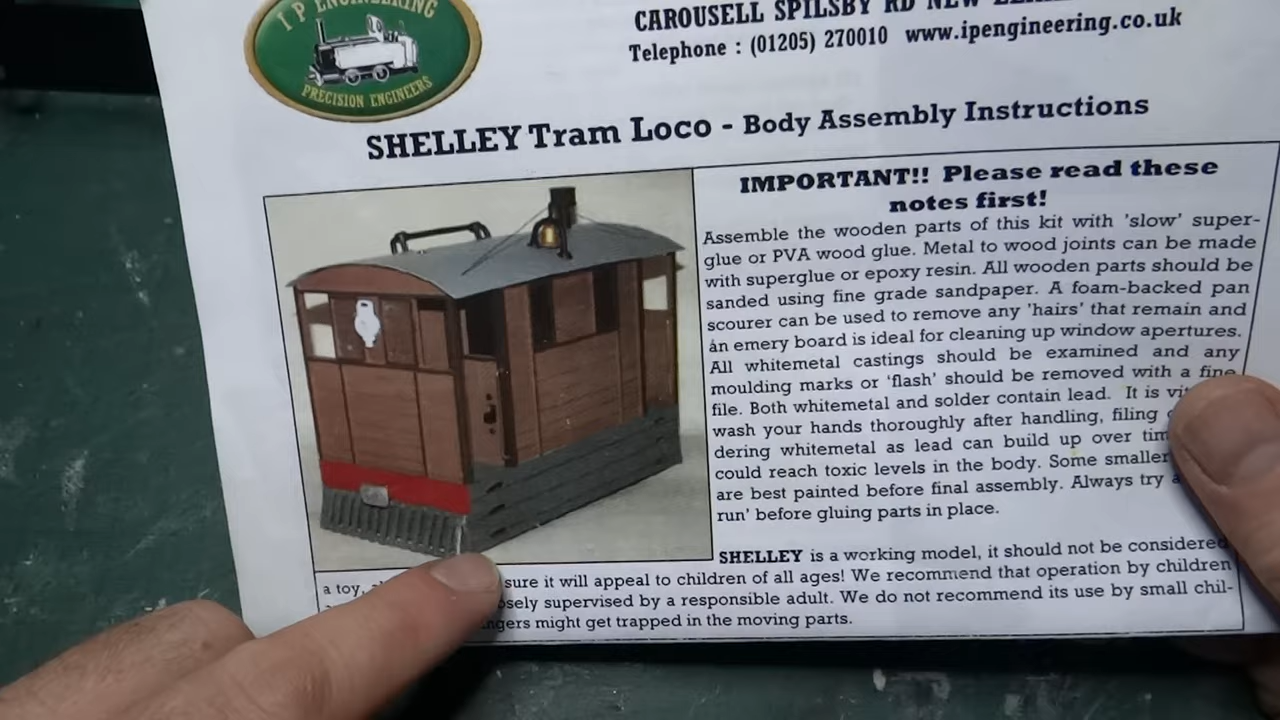 I P ENGINEERING
PRECISION ENGINEERS
CAROUSELL SPILSBY RD NEW
Telephone : (01205) 270010 www.ipengineering.co.uk
SHELLEY Tram Loco - Body Assembly Instructions
IMPORTANT!! Please read these
notes first!
Assemble the wooden parts of this kit with 'slow' super-
glue or PVA wood glue. Metal to wood joints can be made
with superglue or epoxy resin. All wooden parts should be
sanded using fine grade sandpaper. A foam-backed pan
scourer can be used to remove any 'hairs' that remain and
an emery board is ideal for cleaning up window apertures.
All whitemetal castings should be examined and any
moulding marks or 'flash' should be removed with a fine
file. Both whitemetal and solder contain lead. It is
wash your hands thoroughly after handling, filing
dering whitemetal as lead can build up over
could reach toxic levels in the body. Some smaller
are best painted before final assembly. Always try
run' before gluing parts in place.
SHELLEY is a working model, it should not be considered
a toy, sure it will appeal to children of all ages! We recommend that operation by children
supervised by a responsible adult. We do not recommend its use by small chil-
might get trapped in the moving parts.